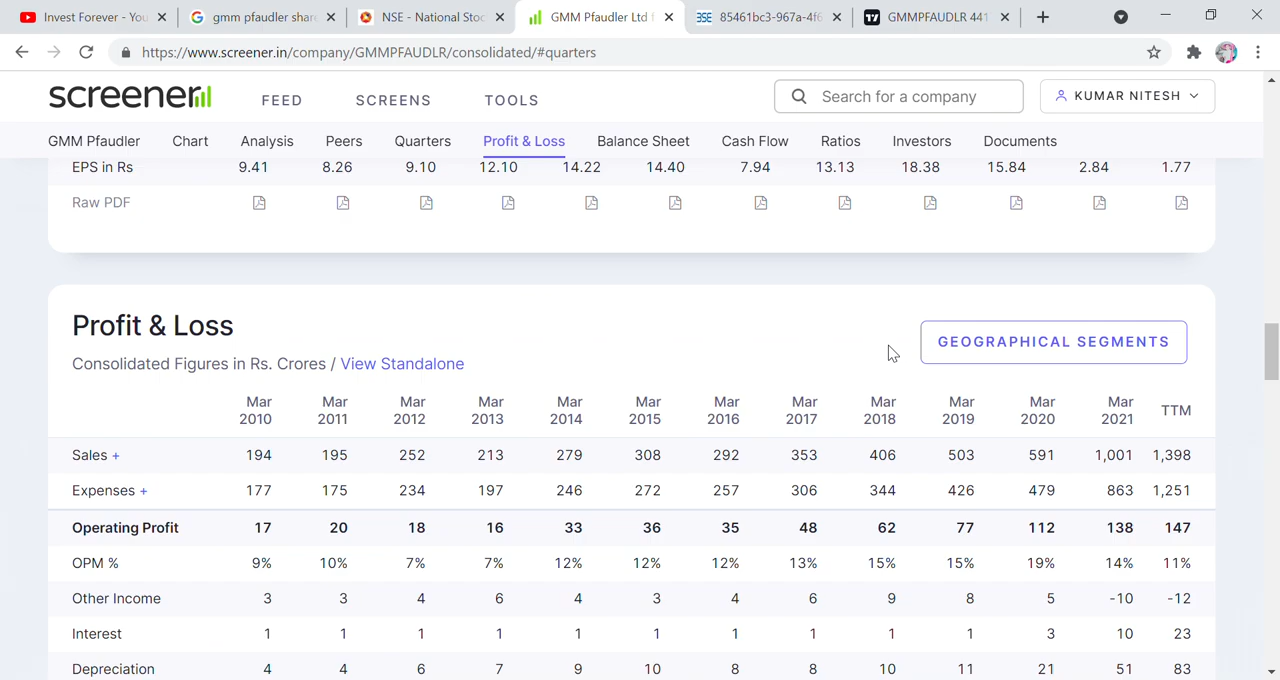 Invest Forever - You
gmm pfaudler shar
NSE - National Stoc
GMM Pfaudler Ltd f
85461bc3-967a-4f6
GMMPFAUDLR 441
https://www.screener.in/company/GMMPFAUDLR/consolidated/#quarters
screener
FEED
SCREENS
TOOLS
Search for a company
KUMAR NITESH
GMM Pfaudler Chart Analysis Peers Quarters Profit & Loss Balance Sheet Cash Flow Ratios Investors Documents
EPS in Rs 9.41 8.26 9.10 12.10 14.22 14.40 7.94 13.13 18.38 15.84 2.84 1.77
Raw PDF
Profit & Loss
GEOGRAPHICAL SEGMENTS
Consolidated Figures in Rs. Crores / View Standalone
Mar 2010 Mar 2011 Mar 2012 Mar 2013 Mar 2014 Mar 2015 Mar 2016 Mar 2017 Mar 2018 Mar 2019 Mar 2020 Mar 2021 TTM
Sales + 194 195 252 213 279 308 292 353 406 503 591 1,001 1,398
Expenses + 177 175 234 197 246 272 257 306 344 426 479 863 1,251
Operating Profit 17 20 18 16 33 36 35 48 62 77 112 138 147
OPM % 9% 10% 7% 7% 12% 12% 12% 13% 15% 15% 19% 14% 11%
Other Income 3 3 4 6 4 3 4 6 9 8 5 -10 -12
Interest 1 1 1 1 1 1 1 1 1 1 3 10 23
Depreciation 4 4 6 7 9 10 8 8 10 11 21 51 83